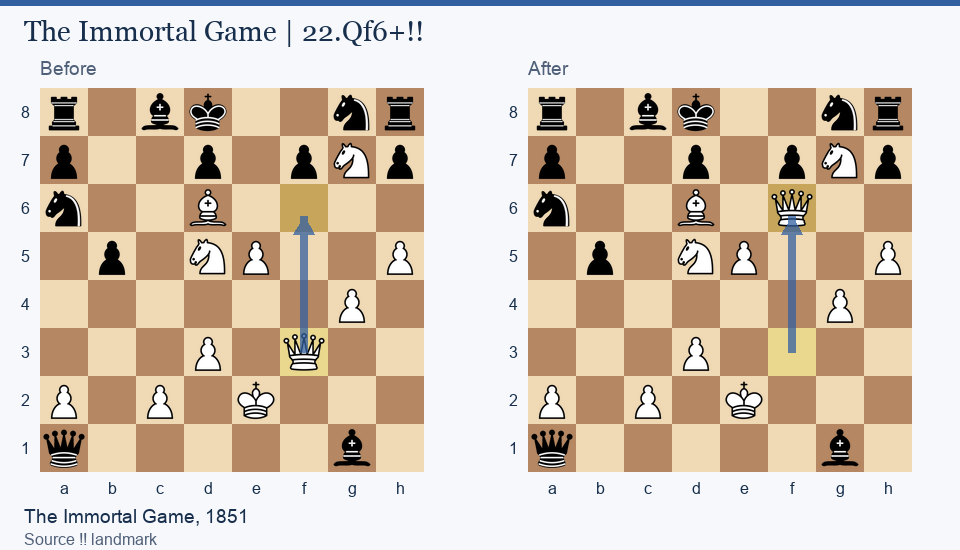 The Immortal Game | 22.Qf6+!!
Before
After
8
7
6
5
4
3
2
1
a b c d e f g h
8
7
6
5
4
3
2
1
a b c d e f g h
The Immortal Game, 1851
Source !! landmark